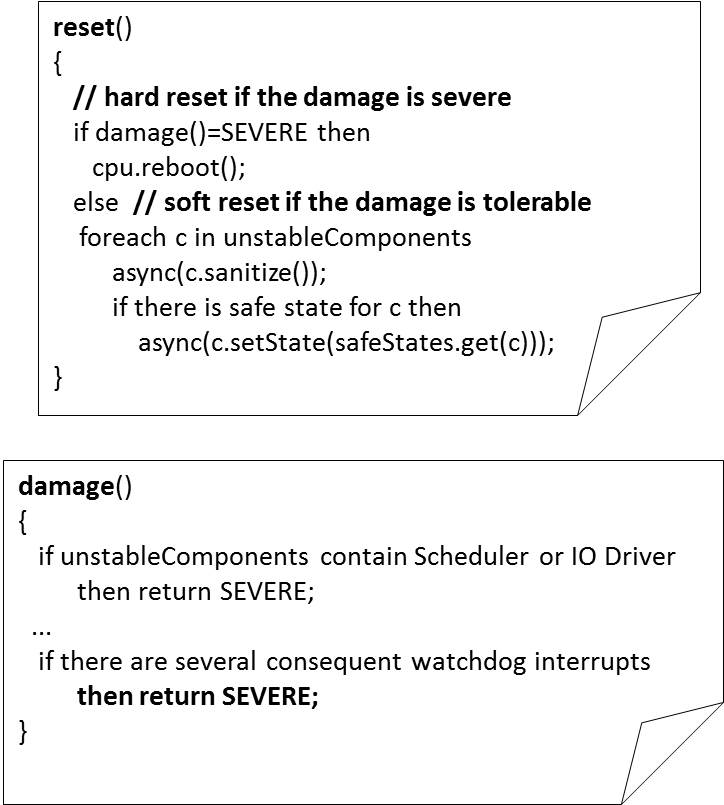 reset()
{
// hard reset if the damage is severe
if damage()=SEVERE then
cpu.reboot();
else // soft reset if the damage is tolerable
foreach c in unstableComponents
async(c.sanitize());
if there is safe state for c then
async(c.setState(safeStates.get(c)));
}
damage()
{
if unstableComponents contain Scheduler or IO Driver
then return SEVERE;
...
if there are several consequent watchdog interrupts
then return SEVERE;
}